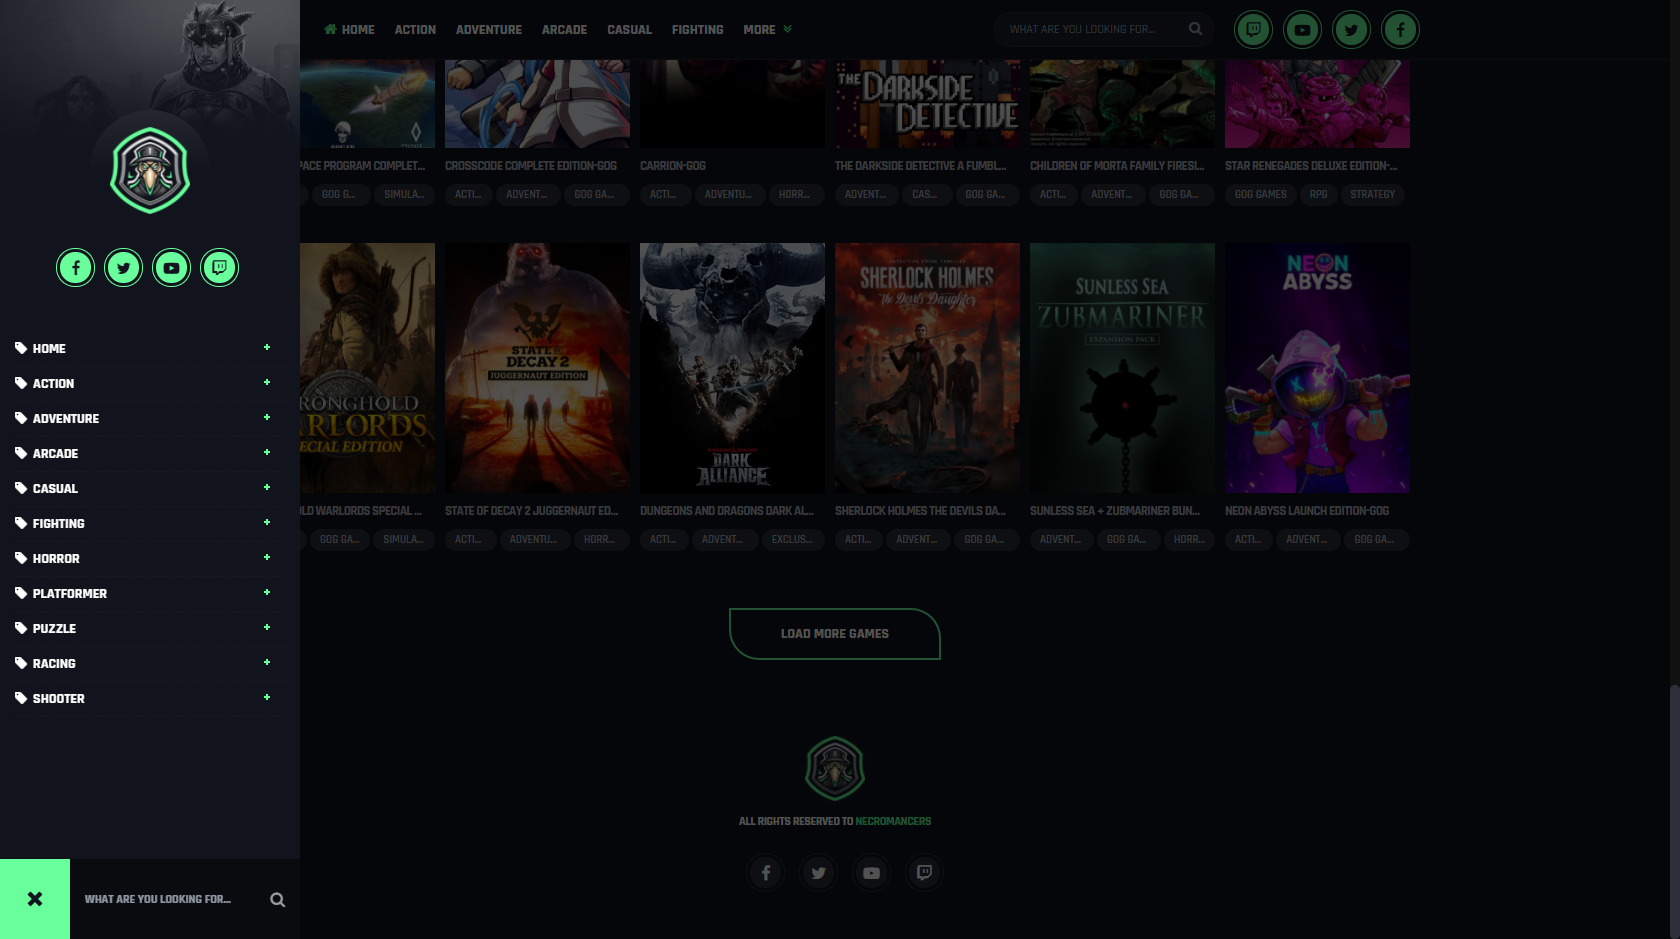 HOME
ACTION
ADVENTURE
ARCADE
CASUAL
FIGHTING
HORROR
PLATFORMER
PUZZLE
RACING
SHOOTER
WHAT ARE YOU LOOKING FOR...
HOME ACTION ADVENTURE ARCADE CASUAL FIGHTING MORE
WHAT ARE YOU LOOKING FOR...
THE DARKSIDE
DETECTIVE
PACE PROGRAM COMPLET... CROSSCODE COMPLETE EDITION-GOG CARRION-GOG THE DARKSIDE DETECTIVE A FUMBL... CHILDREN OF MORTA FAMILY FIRESI... STAR RENEGADES DELUXE EDITION-...
GOG G... SIMULA... ACTI... ADVENT... GOG GA... ACTI... ADVENTU... HORR... ADVENT... CAS... GOG GA... ACTI... ADVENT... GOG GA... GOG GAMES RPG STRATEGY
RONGHOLD
RLORDS
ECIAL EDITION
STATE OF
DECAY 2
JUGGERNAUT EDITION
DARK
ALLIANCE
SHERLOCK HOLMES
The Devil's Daughter
SUNLESS SEA
ZUBMARINER
EXPANSION PACK
NEON
ABYSS
OLD WARLORDS SPECIAL ... STATE OF DECAY 2 JUGGERNAUT ED... DUNGEONS AND DRAGONS DARK AL... SHERLOCK HOLMES THE DEVILS DA... SUNLESS SEA + ZUBMARINER BUN... NEON ABYSS LAUNCH EDITION-GOG
GOG GA... SIMULA... ACTI... ADVENTU... HORR... ACTI... ADVENT... EXCLUS... ACTI... ADVENT... GOG GA... ADVENT... GOG GA... HORR... ACTI... ADVENT... GOG GA...
LOAD MORE GAMES
ALL RIGHTS RESERVED TO NECROMANCERS